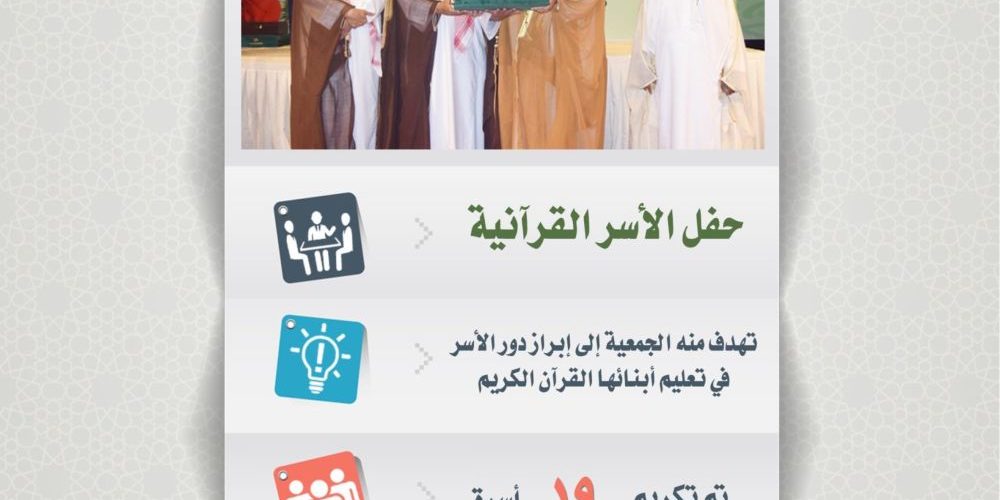 حفل الأسر القرآنية
تهدف منه الجمعية إلى إبراز دور الأسر
في تعليم أبنائها القرآن الكريم
تم تكريم ١٩ أسرة